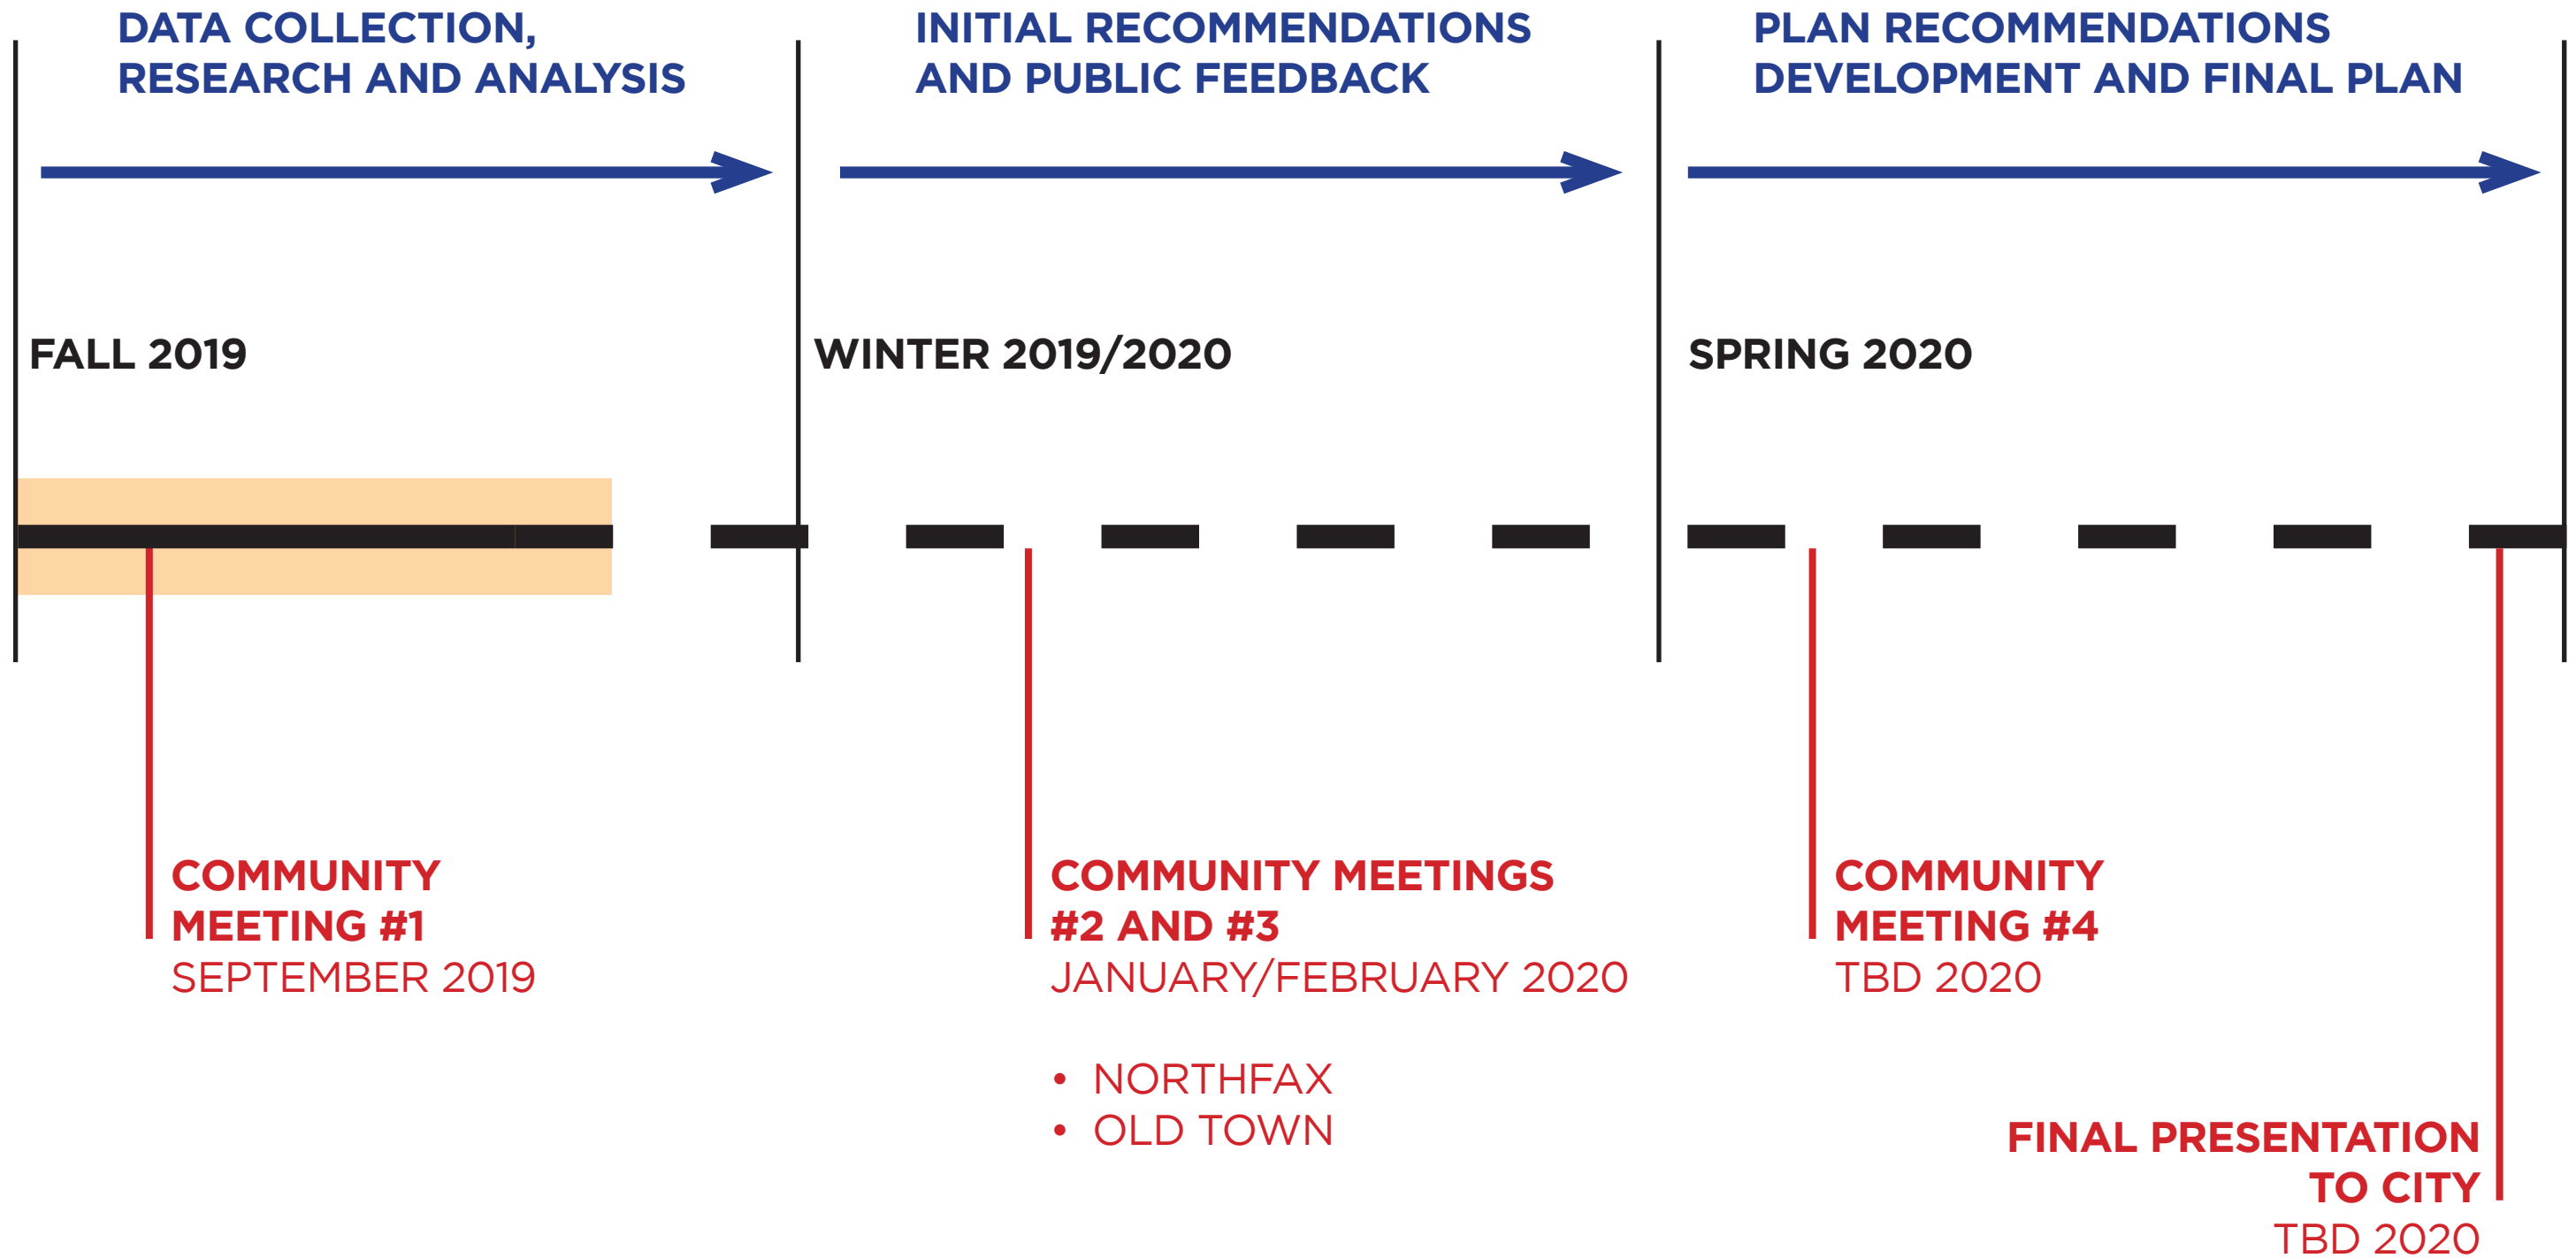 DATA COLLECTION,
RESEARCH AND ANALYSIS
INITIAL RECOMMENDATIONS
AND PUBLIC FEEDBACK
PLAN RECOMMENDATIONS
DEVELOPMENT AND FINAL PLAN
FALL 2019
WINTER 2019/2020
SPRING 2020
COMMUNITY
MEETING #1
SEPTEMBER 2019
COMMUNITY MEETINGS
#2 AND #3
JANUARY/FEBRUARY 2020
• NORTHFAX
• OLD TOWN
COMMUNITY
MEETING #4
TBD 2020
FINAL PRESENTATION
TO CITY
TBD 2020